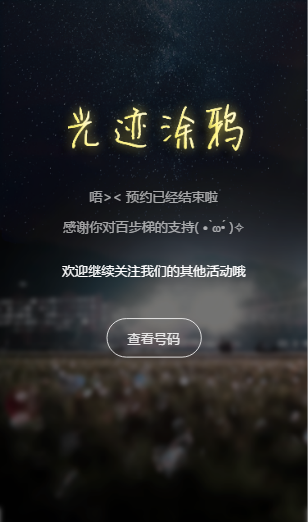 光迹涂鸦
唔>< 预约已经结束啦
感谢你对百步梯的支持( •̀ω•́ )✧
欢迎继续关注我们的其他活动哦
查看号码